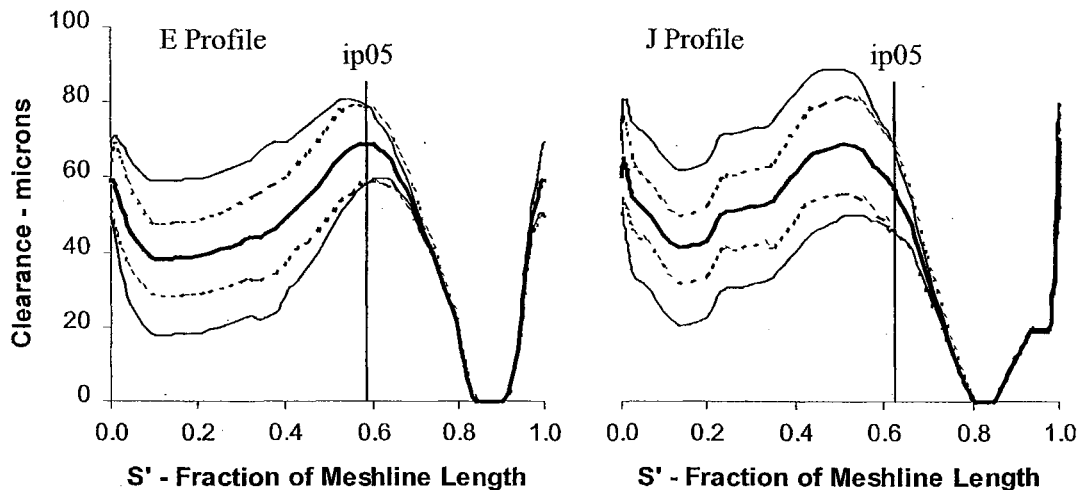 E Profile
ip05
J Profile
ip05
Clearance - microns
100
80
60
40
20
0
0.0 0.2 0.4 0.6 0.8 1.0
0.0 0.2 0.4 0.6 0.8 1.0
S' - Fraction of Meshline Length
S' - Fraction of Meshline Length